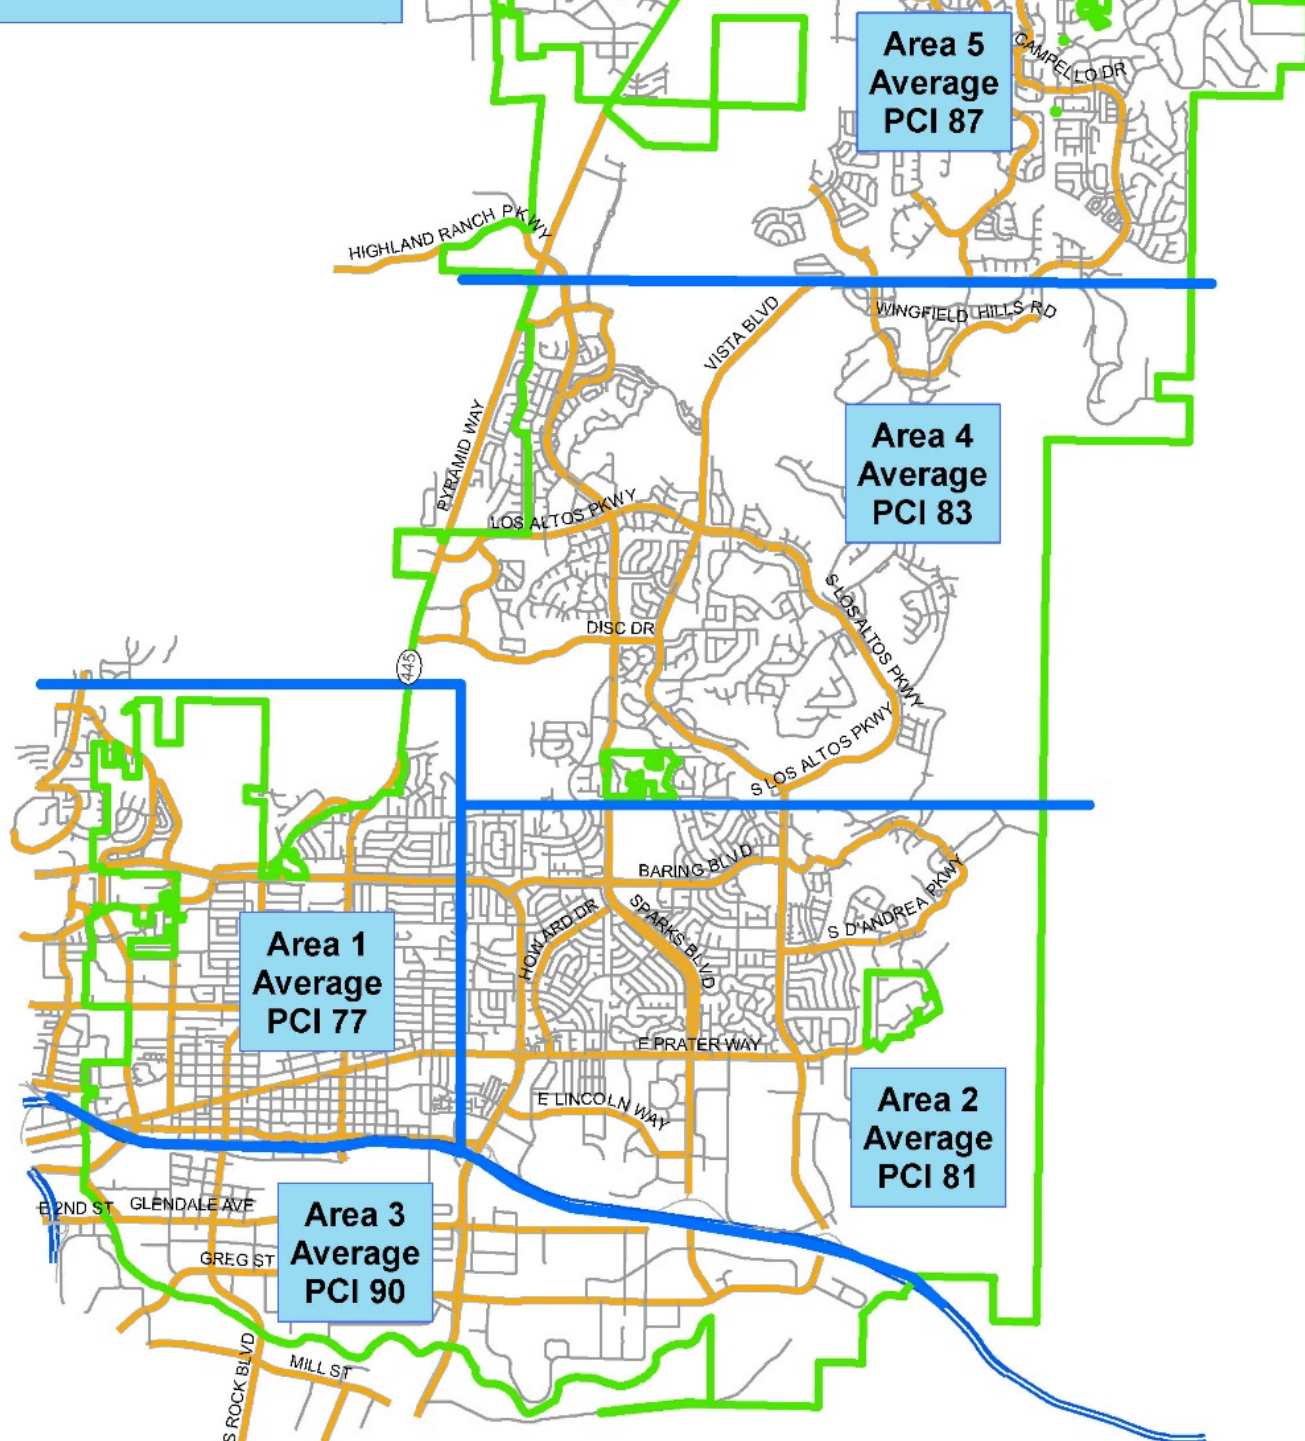 Area 5
Average
PCI 87
CAMPELLO DR
HIGHLAND RANCH PKWY
WINGFIELD HILLS RD
VISTA BLVD
Area 4
Average
PCI 83
PYRAMID WAY
LOS ALTOS PKWY
S LOS ALTOS PKWY
DISC DR
445
S LOS ALTOS PKWY
BARING BLVD
S D'ANDREA PKWY
HOWARD DR
SPARKS BLVD
Area 1
Average
PCI 77
E PRATER WAY
E LINCOLN WAY
Area 2
Average
PCI 81
E 2ND ST
GLENDALE AVE
Area 3
Average
PCI 90
GREG ST
S ROCK BLVD
MILL ST